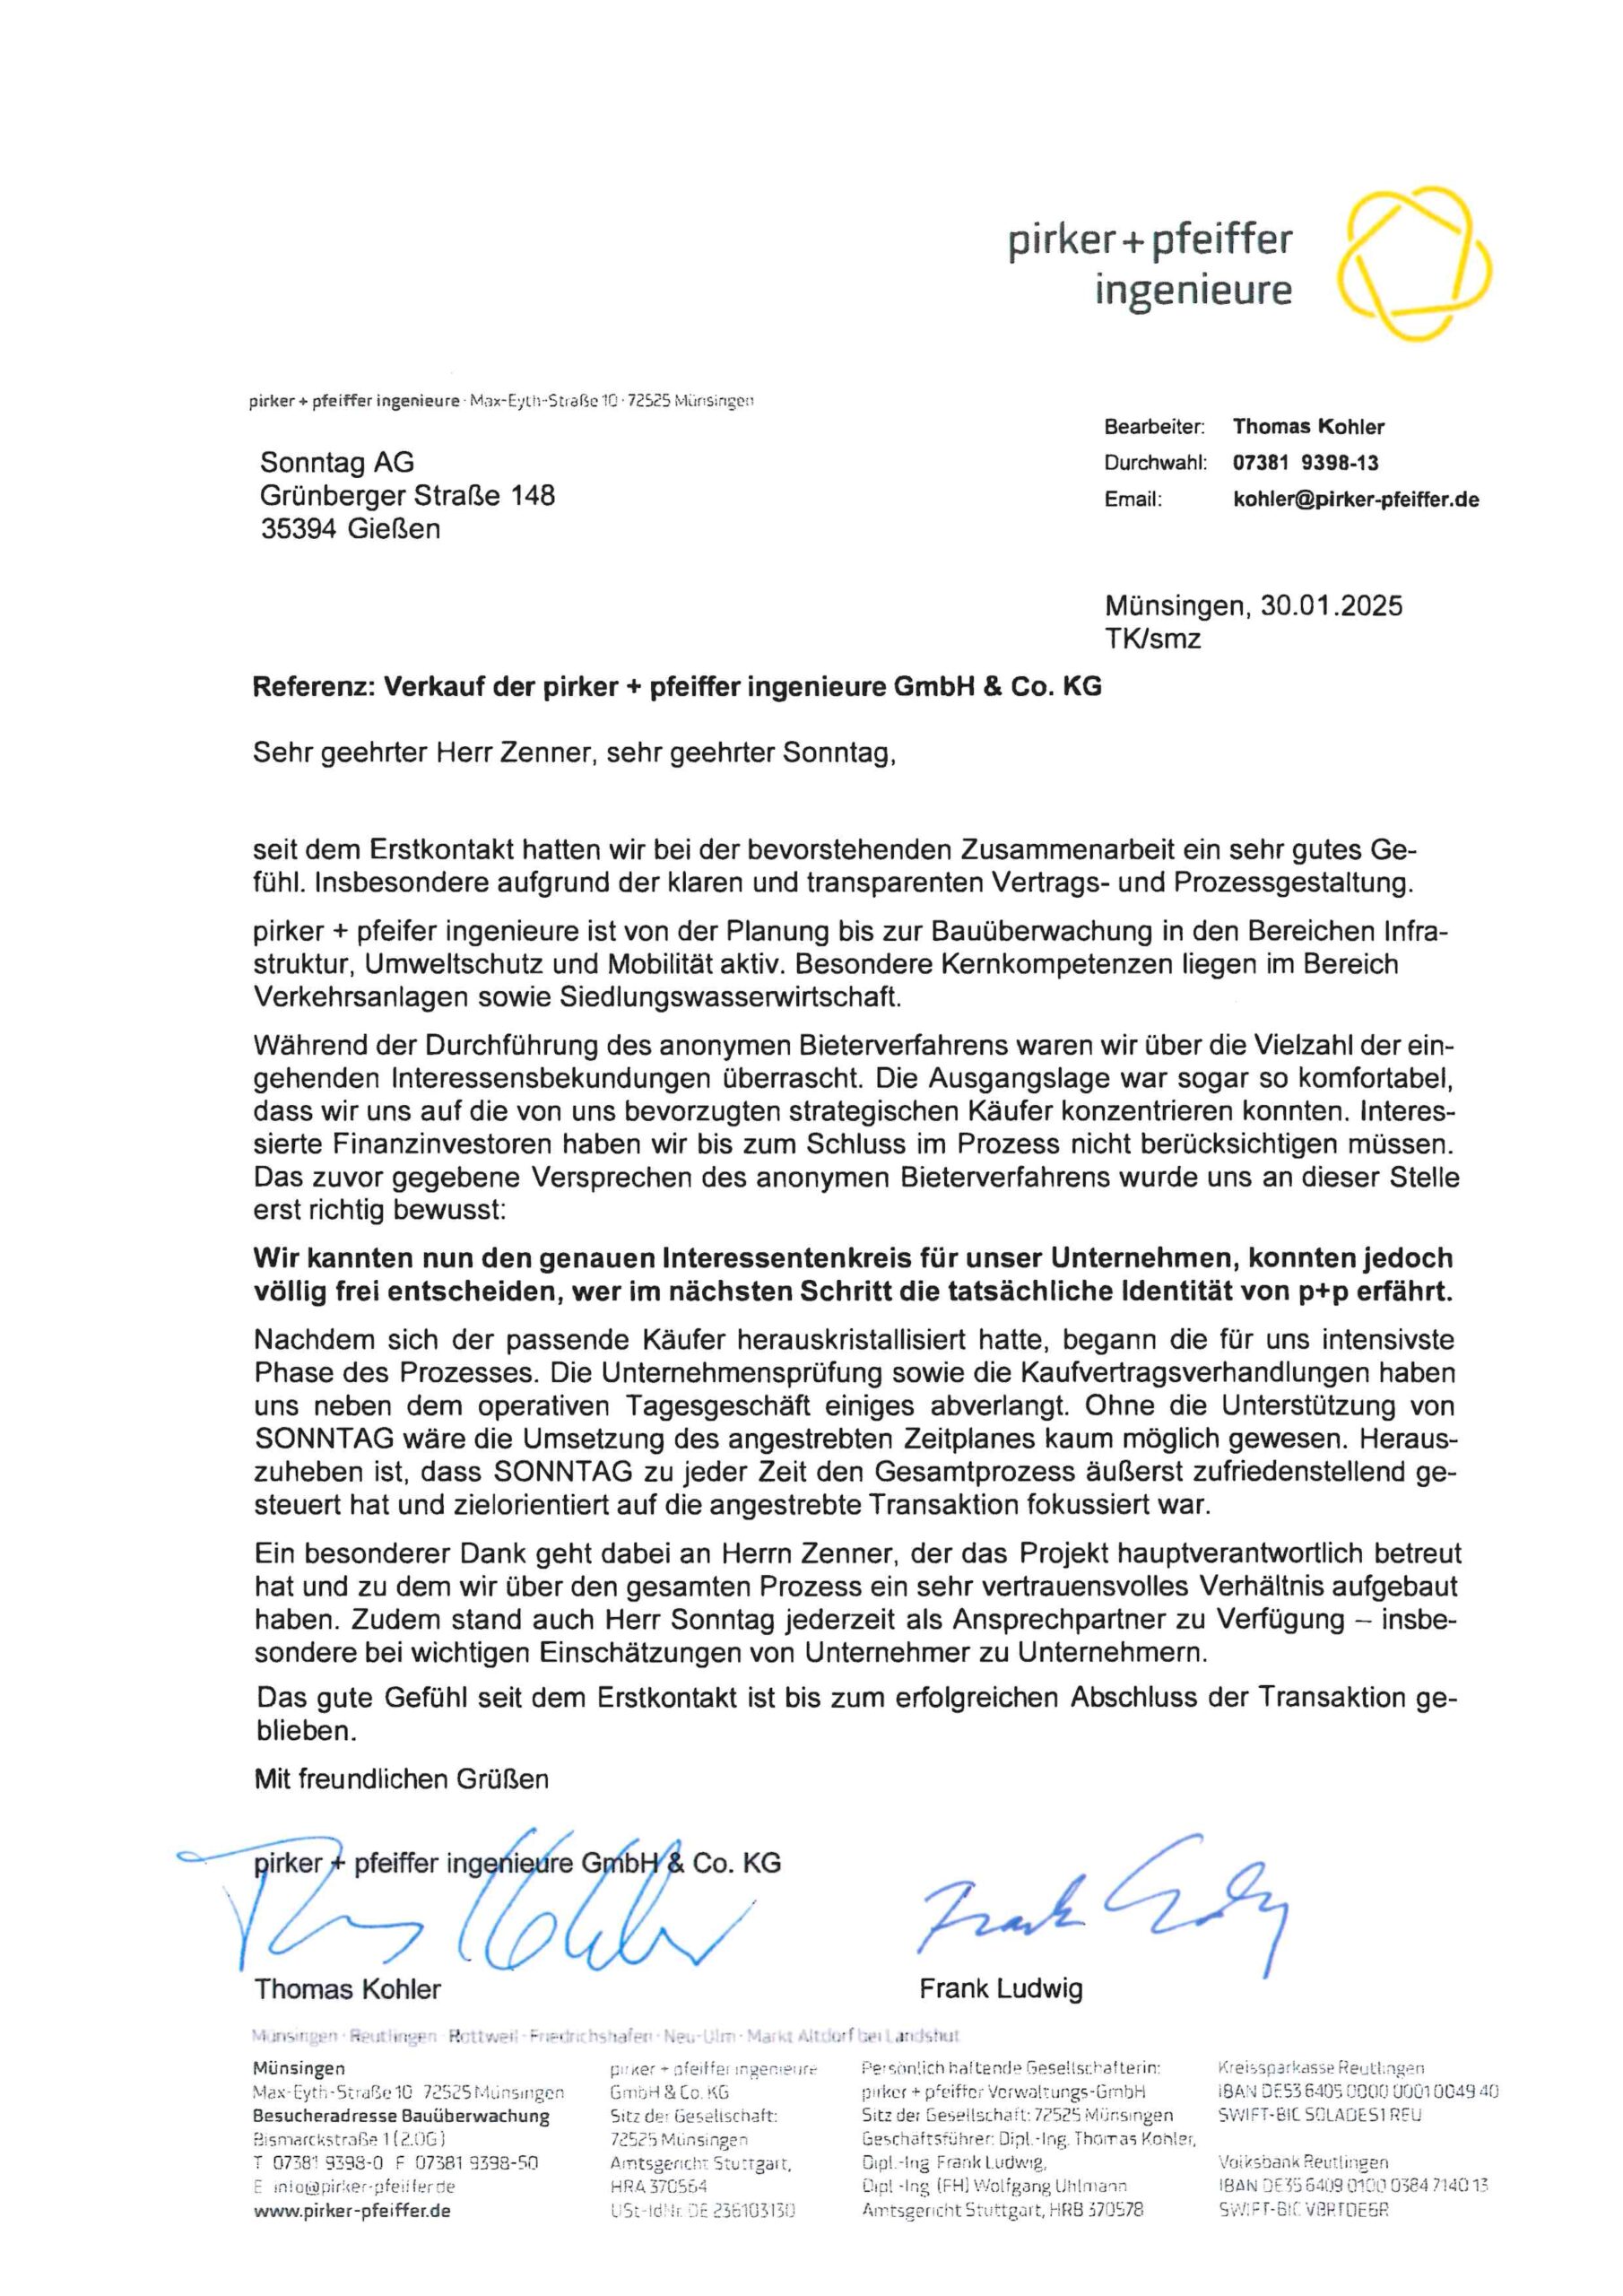 pirker + pfeiffer
ingenieure
pirker + pfeiffer ingenieure · Max-Eyth-Straße 10 · 72525 Münsingen
Sonntag AG
Grünberger Straße 148
35394 Gießen
Bearbeiter: Thomas Kohler
Durchwahl: 07381 9398-13
Email: kohler@pirker-pfeiffer.de
Münsingen, 30.01.2025
TK/smz
Referenz: Verkauf der pirker + pfeiffer ingenieure GmbH & Co. KG
Sehr geehrter Herr Zenner, sehr geehrter Sonntag,
seit dem Erstkontakt hatten wir bei der bevorstehenden Zusammenarbeit ein sehr gutes Ge-
fühl. Insbesondere aufgrund der klaren und transparenten Vertrags- und Prozessgestaltung.
pirker + pfeifer ingenieure ist von der Planung bis zur Bauüberwachung in den Bereichen Infra-
struktur, Umweltschutz und Mobilität aktiv. Besondere Kernkompetenzen liegen im Bereich
Verkehrsanlagen sowie Siedlungswasserwirtschaft.
Während der Durchführung des anonymen Bieterverfahrens waren wir über die Vielzahl der ein-
gehenden Interessensbekundungen überrascht. Die Ausgangslage war sogar so komfortabel,
dass wir uns auf die von uns bevorzugten strategischen Käufer konzentrieren konnten. Interes-
sierte Finanzinvestoren haben wir bis zum Schluss im Prozess nicht berücksichtigen müssen.
Das zuvor gegebene Versprechen des anonymen Bieterverfahrens wurde uns an dieser Stelle
erst richtig bewusst:
Wir kannten nun den genauen Interessentenkreis für unser Unternehmen, konnten jedoch
völlig frei entscheiden, wer im nächsten Schritt die tatsächliche Identität von p+p erfährt.
Nachdem sich der passende Käufer herauskristallisiert hatte, begann die für uns intensivste
Phase des Prozesses. Die Unternehmensprüfung sowie die Kaufvertragsverhandlungen haben
uns neben dem operativen Tagesgeschäft einiges abverlangt. Ohne die Unterstützung von
SONNTAG wäre die Umsetzung des angestrebten Zeitplanes kaum möglich gewesen. Heraus-
zuheben ist, dass SONNTAG zu jeder Zeit den Gesamtprozess äußerst zufriedenstellend ge-
steuert hat und zielorientiert auf die angestrebte Transaktion fokussiert war.
Ein besonderer Dank geht dabei an Herrn Zenner, der das Projekt hauptverantwortlich betreut
hat und zu dem wir über den gesamten Prozess ein sehr vertrauensvolles Verhältnis aufgebaut
haben. Zudem stand auch Herr Sonntag jederzeit als Ansprechpartner zu Verfügung – insbe-
sondere bei wichtigen Einschätzungen von Unternehmer zu Unternehmern.
Das gute Gefühl seit dem Erstkontakt ist bis zum erfolgreichen Abschluss der Transaktion ge-
blieben.
Mit freundlichen Grüßen
pirker + pfeiffer ingenieure GmbH & Co. KG
Thomas Kohler
Frank Ludwig
Münsingen · Reutlingen · Rottweil · Friedrichshafen · Neu-Ulm · Markt Altdorf bei Landshut
Münsingen
Max-Eyth-Straße 10 72525 Münsingen
Besucheradresse Bauüberwachung
Bismarckstraße 1 (2.OG)
T 07381 9398-0 F 07381 9398-50
E info@pirker-pfeiffer.de
www.pirker-pfeiffer.de
pirker + pfeiffer ingenieure
GmbH & Co. KG
Sitz der Gesellschaft:
72525 Münsingen
Amtsgericht Stuttgart,
HRA 370564
USt-IdNr. DE 236103130
Persönlich haftende Gesellschafterin:
pirker + pfeiffer Verwaltungs-GmbH
Sitz der Gesellschaft: 72525 Münsingen
Geschäftsführer: Dipl.-Ing. Thomas Kohler,
Dipl.-Ing Frank Ludwig,
Dipl.-Ing (FH) Wolfgang Uhlmann
Amtsgericht Stuttgart, HRB 370578
Kreissparkasse Reutlingen
IBAN DE53 6405 0000 0001 0049 40
SWIFT-BIC SOLADES1REU
Volksbank Reutlingen
IBAN DE35 6409 0100 0384 7140 13
SWIFT-BIC VBRTDE6R